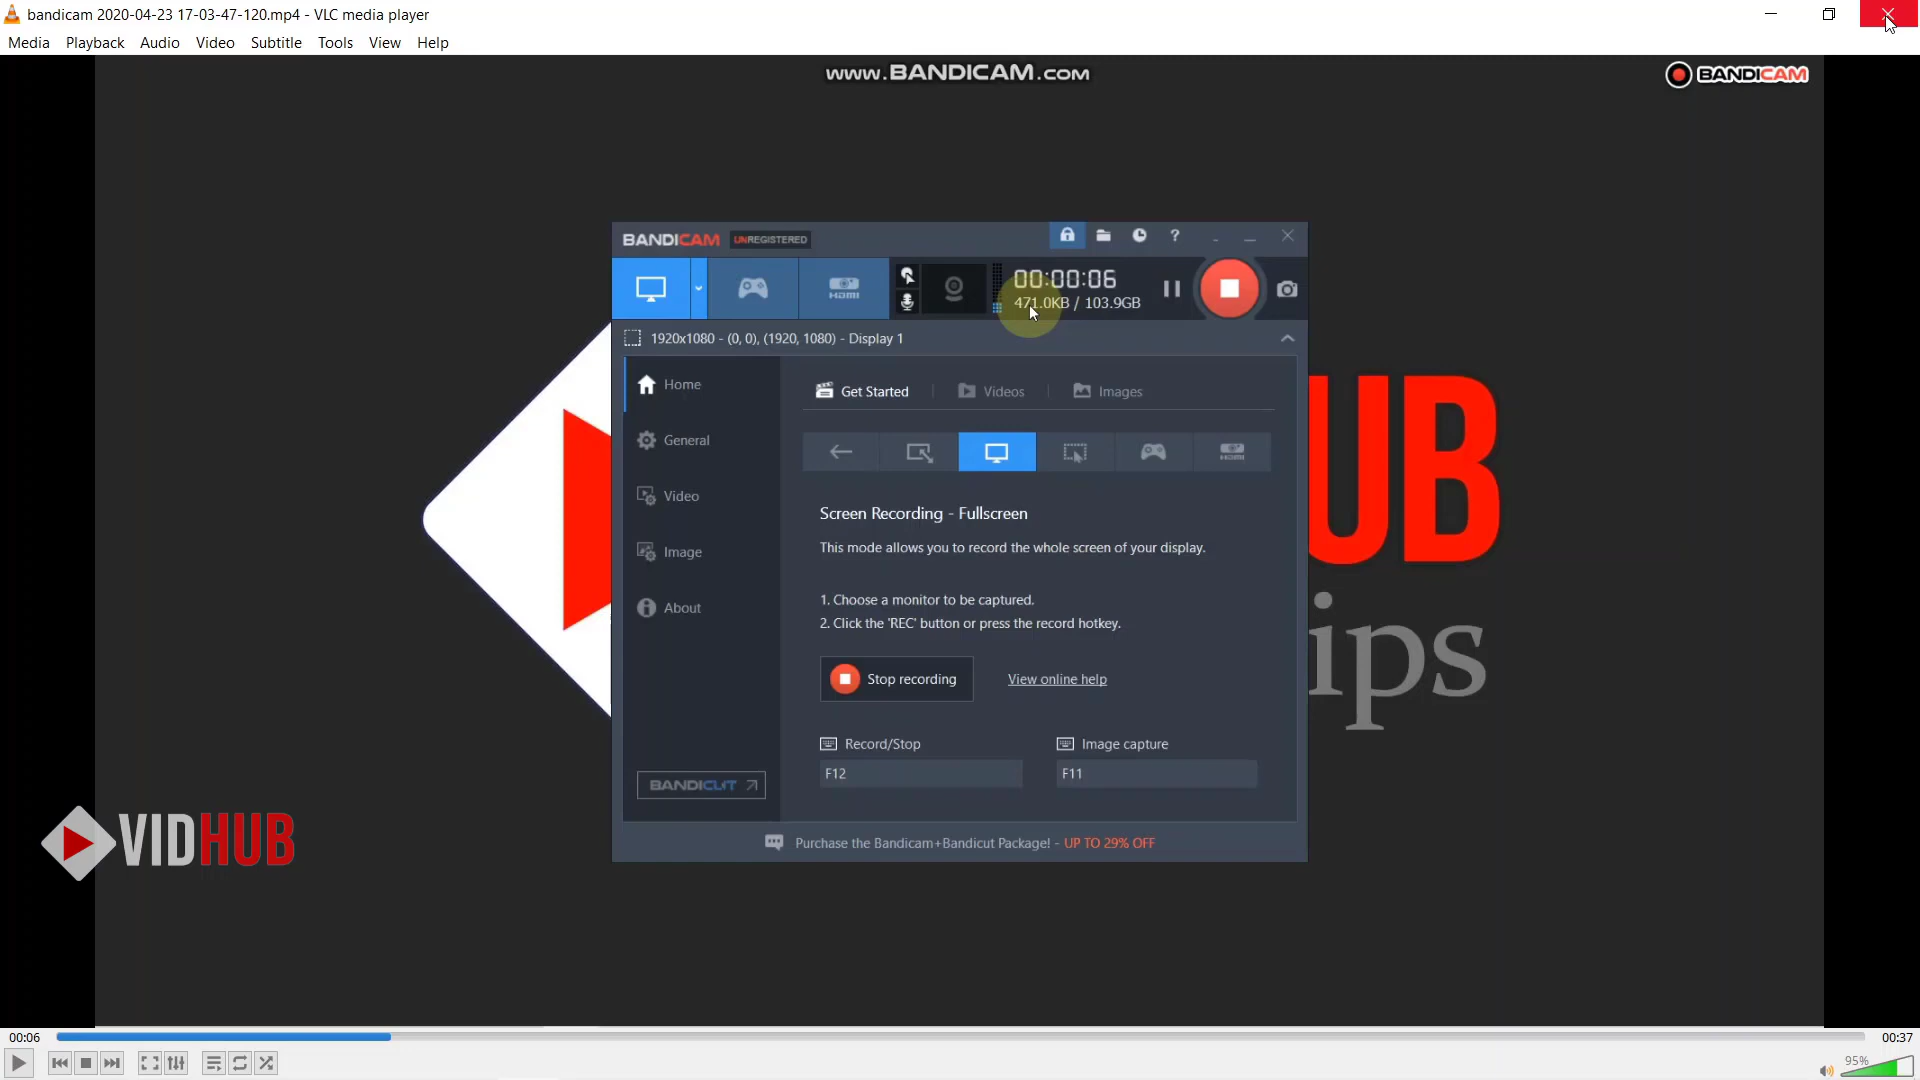 bandicam 2020-04-23 17-03-47-120.mp4 - VLC media player
Media Playback Audio Video Subtitle Tools View Help
www.BANDICAM.com
BANDICAM
BANDICAM UNREGISTERED ?
HDMI
00:00:06
471.0KB / 103.9GB
1920x1080 - (0, 0), (1920, 1080) - Display 1
Home
General
Video
Image
About
BANDICUT
Get Started Videos Images
HDMI
Screen Recording - Fullscreen
This mode allows you to record the whole screen of your display.
1. Choose a monitor to be captured.
2. Click the 'REC' button or press the record hotkey.
Stop recording View online help
Record/Stop Image capture
F12 F11
Purchase the Bandicam+Bandicut Package! - UP TO 29% OFF
UB
ips
VIDHUB
00:06 00:37
95%